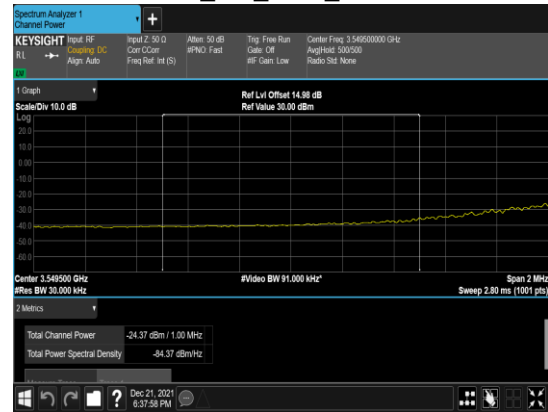 Spectrum Analyzer 1
Channel Power
+
KEYSIGHT Input: RF Input Z: 50 Ω Atten: 50 dB Trig: Free Run Center Freq: 3.549500000 GHz
RL Coupling: DC Corr CCorr #PNO: Fast Gate: Off Avg|Hold: 500/500
Align: Auto Freq Ref: Int (S) #IF Gain: Low Radio Std: None
1 Graph
Ref Lvl Offset 14.98 dB
Scale/Div 10.0 dB Ref Value 30.00 dBm
Log
20.0
10.0
0.00
-10.0
-20.0
-30.0
-40.0
-50.0
-60.0
Center 3.549500 GHz #Video BW 91.000 kHz* Span 2 MHz
#Res BW 30.000 kHz Sweep 2.80 ms (1001 pts)
2 Metrics
Total Channel Power -24.37 dBm / 1.00 MHz
Total Power Spectral Density -84.37 dBm/Hz
? Dec 21, 2021
6:37:58 PM